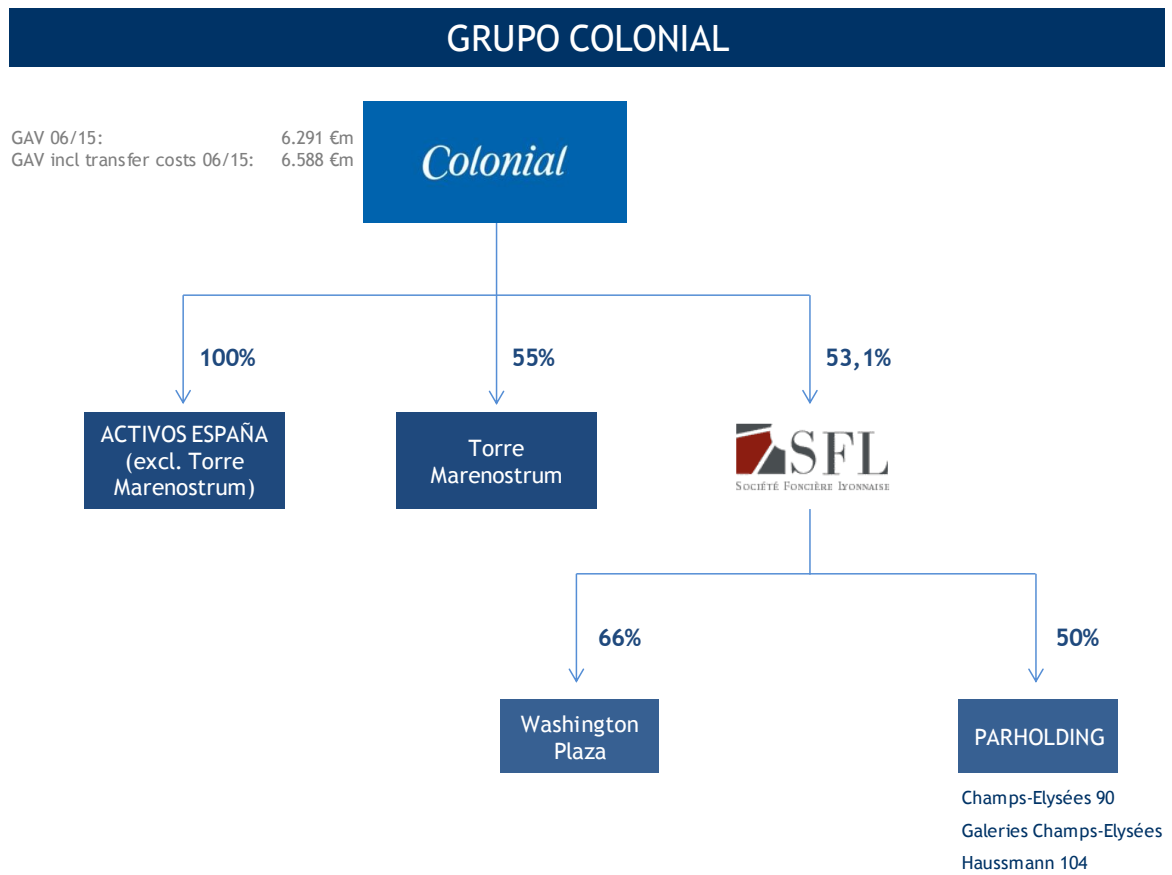 GRUPO COLONIAL
GAV 06/15: 6.291 €m
GAV incl transfer costs 06/15: 6.588 €m
Colonial
100%
55%
53,1%
ACTIVOS ESPAÑA
(excl. Torre
Marenostrum)
Torre
Marenostrum
SFL
SOCIÉTÉ FONCIÈRE LYONNAISE
66%
50%
Washington
Plaza
PARHOLDING
Champs-Elysées 90
Galeries Champs-Elysées
Haussmann 104